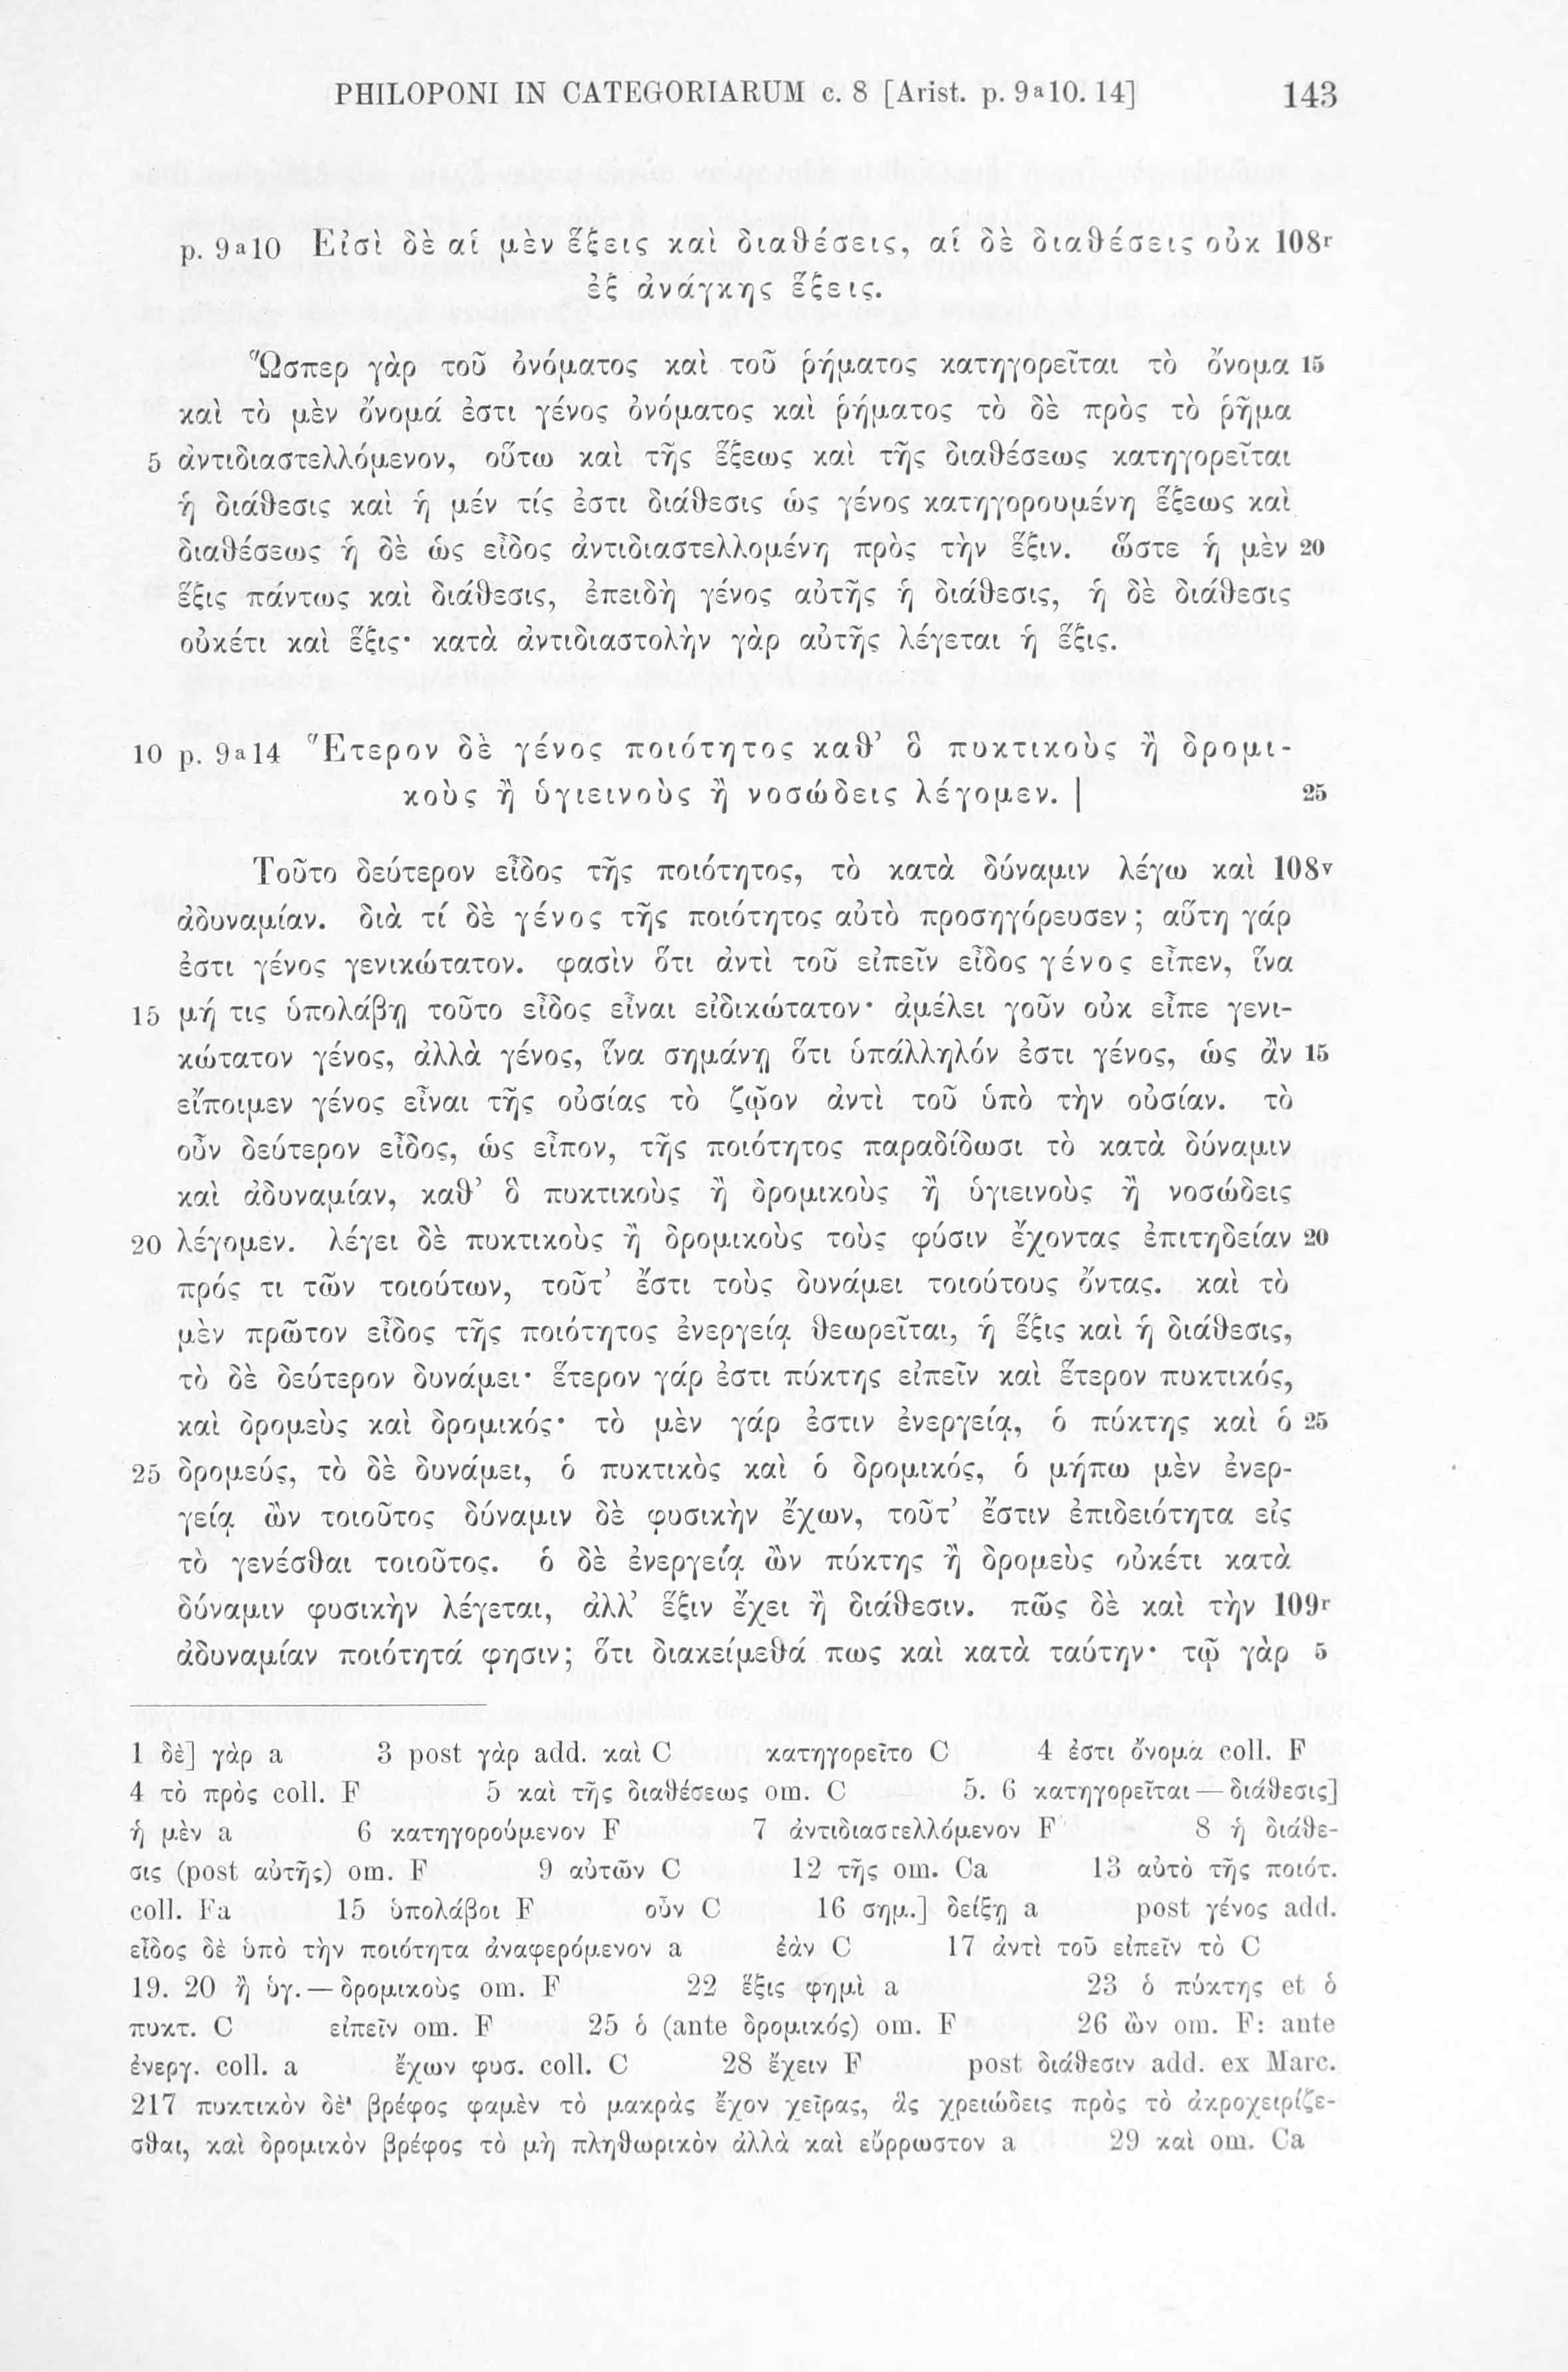 PHILOPONI IN CATEGORIARUM c. 8 [Arist. p. 9ᵃ10. 14] 143
p. 9ᵃ10 Εἰσὶ δὲ αἱ μὲν ἕξεις καὶ διαθέσεις, αἱ δὲ διαθέσεις οὐκ 108ʳ
ἐξ ἀνάγκης ἕξεις.
Ὥσπερ γὰρ τοῦ ὀνόματος καὶ τοῦ ῥήματος κατηγορεῖται τὸ ὄνομα 15
καὶ τὸ μὲν ὄνομά ἐστι γένος ὀνόματος καὶ ῥήματος τὸ δὲ πρὸς τὸ ῥῆμα
5 ἀντιδιαστελλόμενον, οὕτω καὶ τῆς ἕξεως καὶ τῆς διαθέσεως κατηγορεῖται
ἡ διάθεσις καὶ ἡ μέν τίς ἐστι διάθεσις ὡς γένος κατηγορουμένη ἕξεως καὶ
διαθέσεως ἡ δὲ ὡς εἶδος ἀντιδιαστελλομένη πρὸς τὴν ἕξιν. ὥστε ἡ μὲν 20
ἕξις πάντως καὶ διάθεσις, ἐπειδὴ γένος αὐτῆς ἡ διάθεσις, ἡ δὲ διάθεσις
οὐκέτι καὶ ἕξις· κατὰ ἀντιδιαστολὴν γὰρ αὐτῆς λέγεται ἡ ἕξις.
10 p. 9ᵃ14 Ἕτερον δὲ γένος ποιότητος καθ’ ὃ πυκτικοὺς ἢ δρομι-
κοὺς ἢ ὑγιεινοὺς ἢ νοσώδεις λέγομεν. | 25
Τοῦτο δεύτερον εἶδος τῆς ποιότητος, τὸ κατὰ δύναμιν λέγω καὶ 108ᵛ
ἀδυναμίαν. διὰ τί δὲ γένος τῆς ποιότητος αὐτὸ προσηγόρευσεν; αὕτη γάρ
ἐστι γένος γενικώτατον. φασὶν ὅτι ἀντὶ τοῦ εἰπεῖν εἶδος γένος εἶπεν, ἵνα
15 μή τις ὑπολάβῃ τοῦτο εἶδος εἶναι εἰδικώτατον· ἀμέλει γοῦν οὐκ εἶπε γενι-
κώτατον γένος, ἀλλὰ γένος, ἵνα σημάνῃ ὅτι ὑπάλληλόν ἐστι γένος, ὡς ἂν 15
εἴποιμεν γένος εἶναι τῆς οὐσίας τὸ ζῷον ἀντὶ τοῦ ὑπὸ τὴν οὐσίαν. τὸ
οὖν δεύτερον εἶδος, ὡς εἶπον, τῆς ποιότητος παραδίδωσι τὸ κατὰ δύναμιν
καὶ ἀδυναμίαν, καθ’ ὃ πυκτικοὺς ἢ δρομικοὺς ἢ ὑγιεινοὺς ἢ νοσώδεις
20 λέγομεν. λέγει δὲ πυκτικοὺς ἢ δρομικοὺς τοὺς φύσιν ἔχοντας ἐπιτηδείαν 20
πρός τι τῶν τοιούτων, τοῦτ’ ἔστι τοὺς δυνάμει τοιούτους ὄντας. καὶ τὸ
μὲν πρῶτον εἶδος τῆς ποιότητος ἐνεργείᾳ θεωρεῖται, ἡ ἕξις καὶ ἡ διάθεσις,
τὸ δὲ δεύτερον δυνάμει· ἕτερον γάρ ἐστι πύκτης εἰπεῖν καὶ ἕτερον πυκτικός,
καὶ δρομεὺς καὶ δρομικός· τὸ μὲν γάρ ἐστιν ἐνεργείᾳ, ὁ πύκτης καὶ ὁ 25
25 δρομεύς, τὸ δὲ δυνάμει, ὁ πυκτικὸς καὶ ὁ δρομικός, ὁ μήπω μὲν ἐνερ-
γείᾳ ὢν τοιοῦτος δύναμιν δὲ φυσικὴν ἔχων, τοῦτ’ ἔστιν ἐπιδειότητα εἰς
τὸ γενέσθαι τοιοῦτος. ὁ δὲ ἐνεργείᾳ ὢν πύκτης ἢ δρομεὺς οὐκέτι κατὰ
δύναμιν φυσικὴν λέγεται, ἀλλ’ ἕξιν ἔχει ἢ διάθεσιν. πῶς δὲ καὶ τὴν 109ʳ
ἀδυναμίαν ποιότητά φησιν; ὅτι διακείμεθά πως καὶ κατὰ ταύτην· τῷ γὰρ 5
1 δὲ] γὰρ a 3 post γὰρ add. καὶ C κατηγορεῖτο C 4 ἐστι ὄνομα coll. F
4 τὸ πρὸς coll. F 5 καὶ τῆς διαθέσεως om. C 5. 6 κατηγορεῖται — διάθεσις]
ἡ μὲν a 6 κατηγορούμενον F 7 ἀντιδιαστελλόμενον F 8 ἡ διάθε-
σις (post αὐτῆς) om. F 9 αὐτῶν C 12 τῆς om. Ca 13 αὐτὸ τῆς ποιότ.
coll. Fa 15 ὑπολάβοι F οὖν C 16 σημ.] δείξῃ a post γένος add.
εἶδος δὲ ὑπὸ τὴν ποιότητα ἀναφερόμενον a ἐὰν C 17 ἀντὶ τοῦ εἰπεῖν τὸ C
19. 20 ἢ ὑγ. — δρομικοὺς om. F 22 ἕξις φημὶ a 23 ὁ πύκτης et ὁ
πυκτ. C εἰπεῖν om. F 25 ὁ (ante δρομικός) om. F 26 ὢν om. F: ante
ἐνεργ. coll. a ἔχων φυσ. coll. C 28 ἔχειν F post διάθεσιν add. ex Marc.
217 πυκτικὸν δὲ· βρέφος φαμὲν τὸ μακρὰς ἔχον χεῖρας, ἃς χρειώδεις πρὸς τὸ ἀκροχειρίζε-
σθαι, καὶ δρομικὸν βρέφος τὸ μὴ πληθωρικὸν ἀλλὰ καὶ εὔρρωστον a 29 καὶ om. Ca